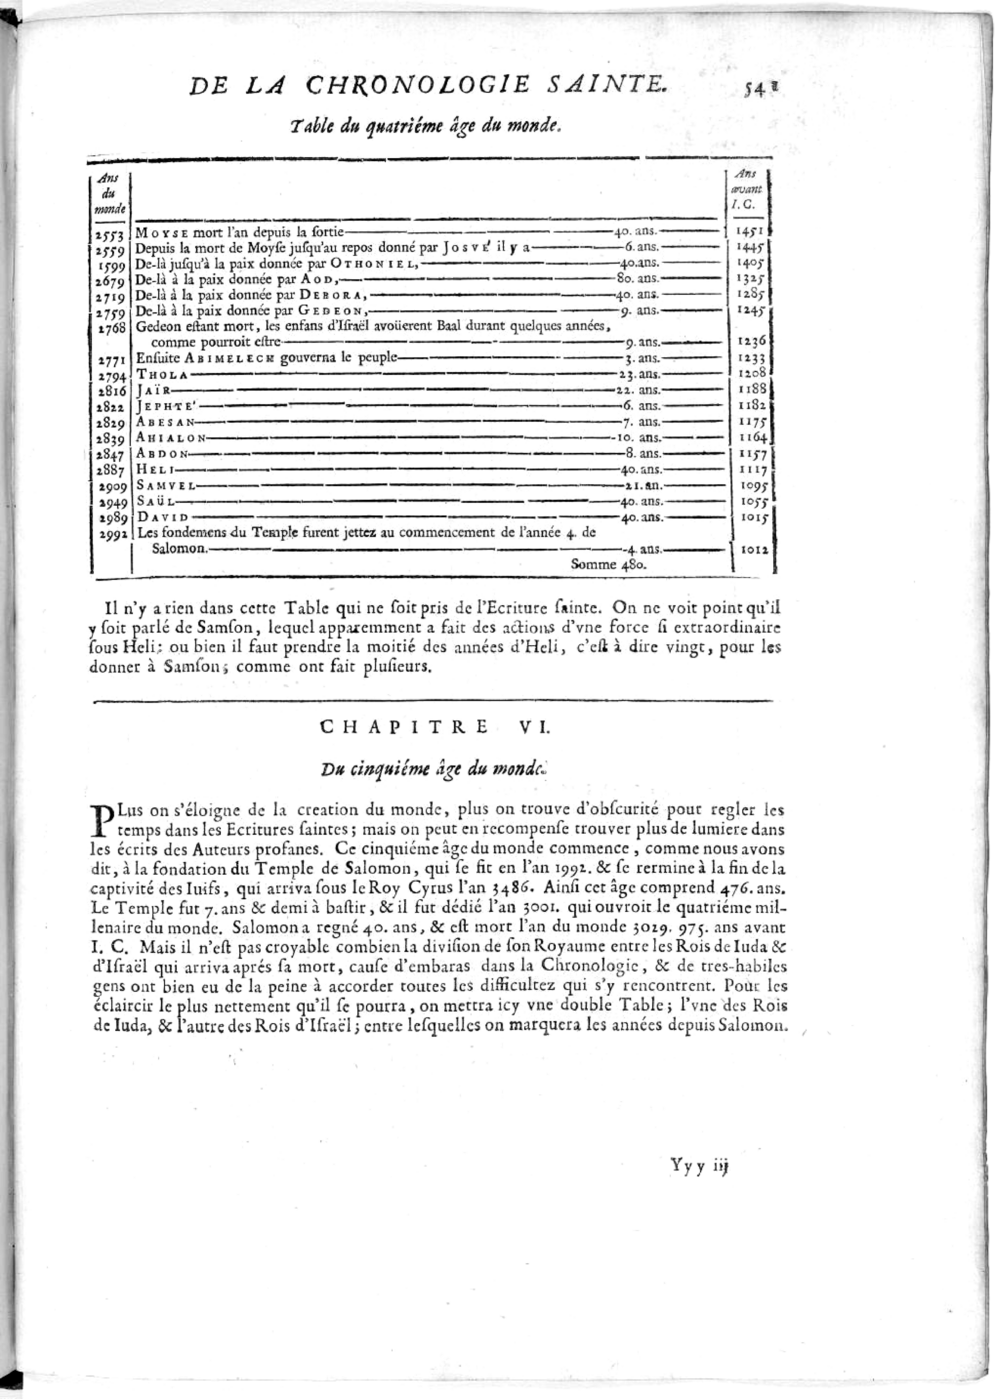 DE LA CHRONOLOGIE SAINTE. 541
Table du quatriéme âge du monde.
Ans
du
monde
Ans
avant
I. C.
2553 MOYSE mort l'an depuis la ſortie 40. ans. 1451
2559 Depuis la mort de Moyſe juſqu'au repos donné par JOSVE' il y a 6. ans. 1445
1599 De-là juſqu'à la paix donnée par OTHONIEL, 40. ans. 1405
2679 De-là à la paix donnée par AOD, 80. ans. 1325
2719 De-là à la paix donnée par DEBORA, 40. ans. 1285
2759 De-là à la paix donnée par GEDEON, 9. ans. 1245
2768 Gedeon eſtant mort, les enfans d'Iſraël avoüerent Baal durant quelques années,
comme pourroit eſtre 9. ans. 1236
2771 Enſuite ABIMELECH gouverna le peuple 3. ans. 1233
2794 THOLA 23. ans. 1208
2816 JAÏR 22. ans. 1188
2822 JEPHTE' 6. ans. 1182
2829 ABESAN 7. ans. 1175
2839 AHIALON 10. ans. 1164
2847 ABDON 8. ans. 1157
2887 HELI 40. ans. 1117
2909 SAMVEL 21. an. 1095
2949 SAÜL 40. ans. 1055
2989 DAVID 40. ans. 1015
2992 Les fondemens du Temple furent jettez au commencement de l'année 4. de
Salomon. 4. ans. 1012
Somme 480.
Il n'y a rien dans cette Table qui ne ſoit pris de l'Ecriture ſainte. On ne voit point qu'il
y ſoit parlé de Samſon, lequel apparemment a fait des actions d'vne force ſi extraordinaire
ſous Heli; ou bien il faut prendre la moitié des années d'Heli, c'eſt à dire vingt, pour les
donner à Samſon; comme ont fait pluſieurs.
CHAPITRE VI.
Du cinquiéme âge du monde.
PLus on s'éloigne de la creation du monde, plus on trouve d'obſcurité pour regler les
temps dans les Ecritures ſaintes; mais on peut en recompenſe trouver plus de lumiere dans
les écrits des Auteurs profanes. Ce cinquiéme âge du monde commence, comme nous avons
dit, à la fondation du Temple de Salomon, qui ſe fit en l'an 1992. & ſe rermine à la fin de la
captivité des Iuifs, qui arriva ſous le Roy Cyrus l'an 3486. Ainſi cet âge comprend 476. ans.
Le Temple fut 7. ans & demi à baſtir, & il fut dédié l'an 3001. qui ouvroit le quatriéme mil-
lenaire du monde. Salomon a regné 40. ans, & eſt mort l'an du monde 3029. 975. ans avant
I. C. Mais il n'eſt pas croyable combien la diviſion de ſon Royaume entre les Rois de Iuda &
d'Iſraël qui arriva aprés ſa mort, cauſe d'embaras dans la Chronologie, & de tres-habiles
gens ont bien eu de la peine à accorder toutes les difficultez qui s'y rencontrent. Pour les
éclaircir le plus nettement qu'il ſe pourra, on mettra icy vne double Table; l'vne des Rois
de Iuda, & l'autre des Rois d'Iſraël; entre leſquelles on marquera les années depuis Salomon.
Yyy iij